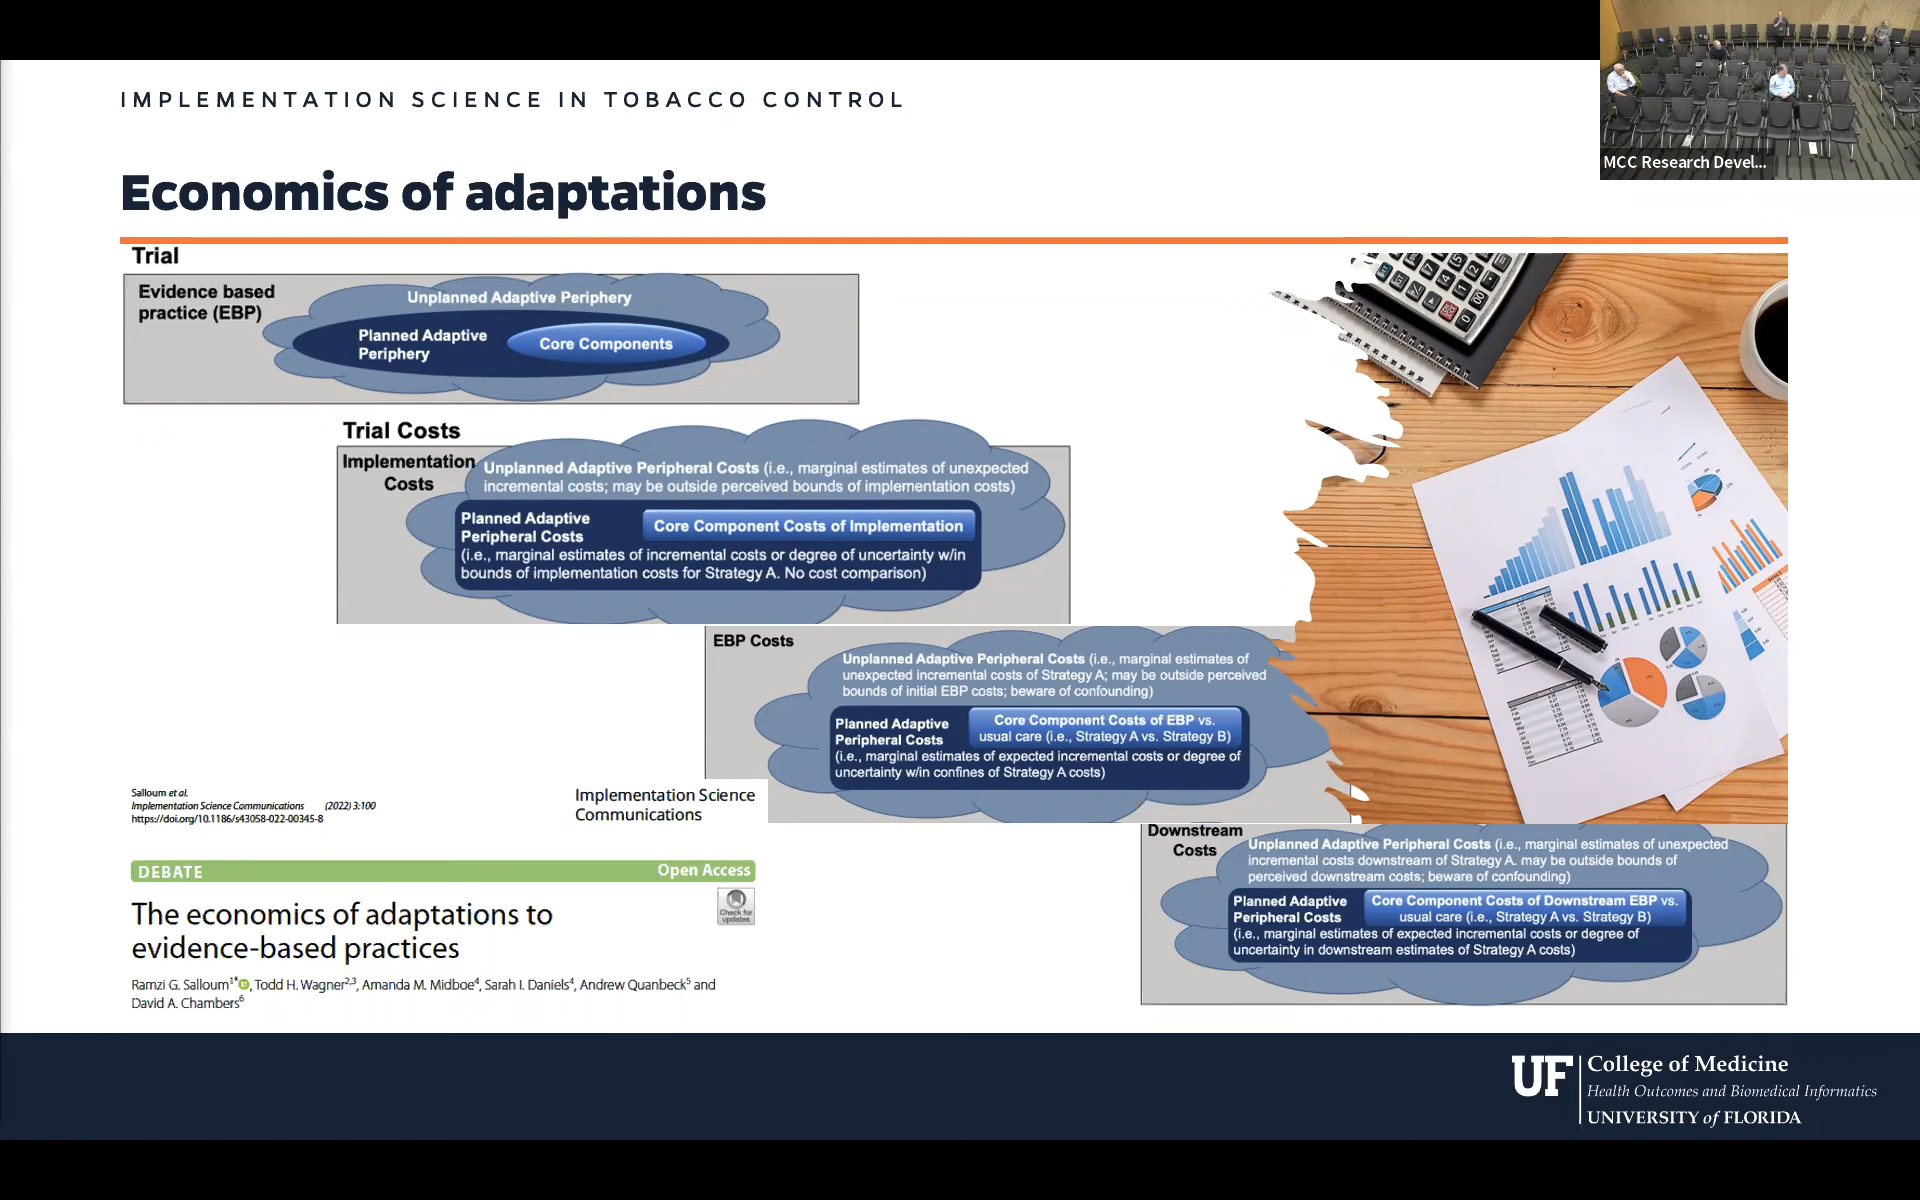 IMPLEMENTATION SCIENCE IN TOBACCO CONTROL
MCC Research Devel...
Economics of adaptations
Trial
Evidence based
practice (EBP)
Unplanned Adaptive Periphery
Planned Adaptive
Periphery
Core Components
Trial Costs
Implementation
Costs
Unplanned Adaptive Peripheral Costs (i.e., marginal estimates of unexpected
incremental costs; may be outside perceived bounds of implementation costs)
Planned Adaptive
Peripheral Costs
Core Component Costs of Implementation
(i.e., marginal estimates of incremental costs or degree of uncertainty w/in
bounds of implementation costs for Strategy A. No cost comparison)
EBP Costs
Unplanned Adaptive Peripheral Costs (i.e., marginal estimates of
unexpected incremental costs of Strategy A; may be outside perceived
bounds of initial EBP costs; beware of confounding)
Planned Adaptive
Peripheral Costs
Core Component Costs of EBP vs.
usual care (i.e., Strategy A vs. Strategy B)
(i.e., marginal estimates of expected incremental costs or degree of
uncertainty w/in confines of Strategy A costs)
Downstream
Costs
Unplanned Adaptive Peripheral Costs (i.e., marginal estimates of unexpected
incremental costs downstream of Strategy A. may be outside bounds of
perceived downstream costs; beware of confounding)
Planned Adaptive
Peripheral Costs
Core Component Costs of Downstream EBP vs.
usual care (i.e., Strategy A vs. Strategy B)
(i.e., marginal estimates of expected incremental costs or degree of
uncertainty in downstream estimates of Strategy A costs)
Salloum et al.
Implementation Science Communications (2022) 3:100
https://doi.org/10.1186/s43058-022-00345-8
Implementation Science
Communications
DEBATE
Open Access
Check for
updates
The economics of adaptations to
evidence-based practices
Ramzi G. Salloum1*, Todd H. Wagner2,3, Amanda M. Midboe4, Sarah I. Daniels4, Andrew Quanbeck5 and
David A. Chambers6
UF
College of Medicine
Health Outcomes and Biomedical Informatics
UNIVERSITY of FLORIDA